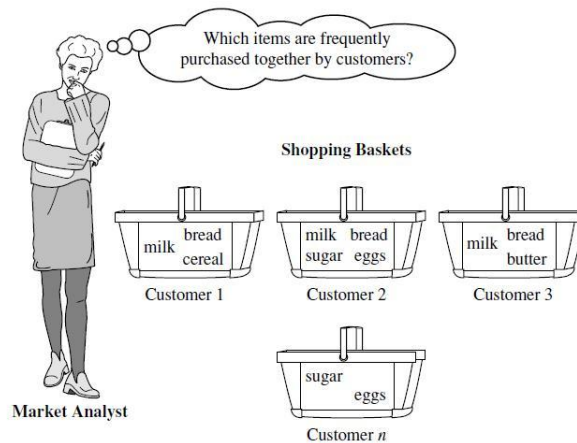 Which items are frequently
purchased together by customers?
Shopping Baskets
milk bread
cereal
Customer 1
milk bread
sugar eggs
Customer 2
milk bread
butter
Customer 3
sugar
eggs
Customer n
Market Analyst